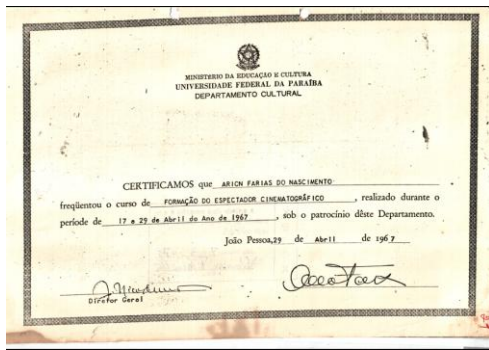 MINISTERIO DA EDUCAÇÃO E CULTURA
UNIVERSIDADE FEDERAL DA PARAÍBA
DEPARTAMENTO CULTURAL
CERTIFICAMOS que ARION FARIAS DO NASCIMENTO
freqüentou o curso de FORMAÇÃO DO ESPECTADOR CINEMATOGRÁFICO, realizado durante o
período de 17 a 29 de Abril do Ano de 1967, sob o patrocínio dêste Departamento.
João Pessoa, 29 de Abril de 1967
Diretor Geral